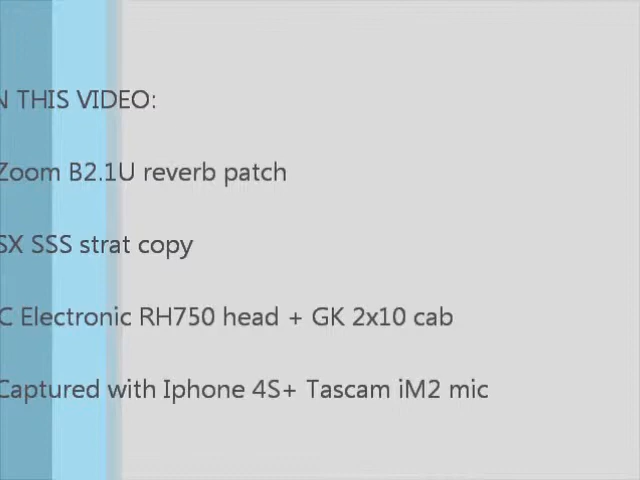 N THIS VIDEO:
Zoom B2.1U reverb patch
SX SSS strat copy
C Electronic RH750 head + GK 2x10 cab
Captured with Iphone 4S+ Tascam iM2 mic